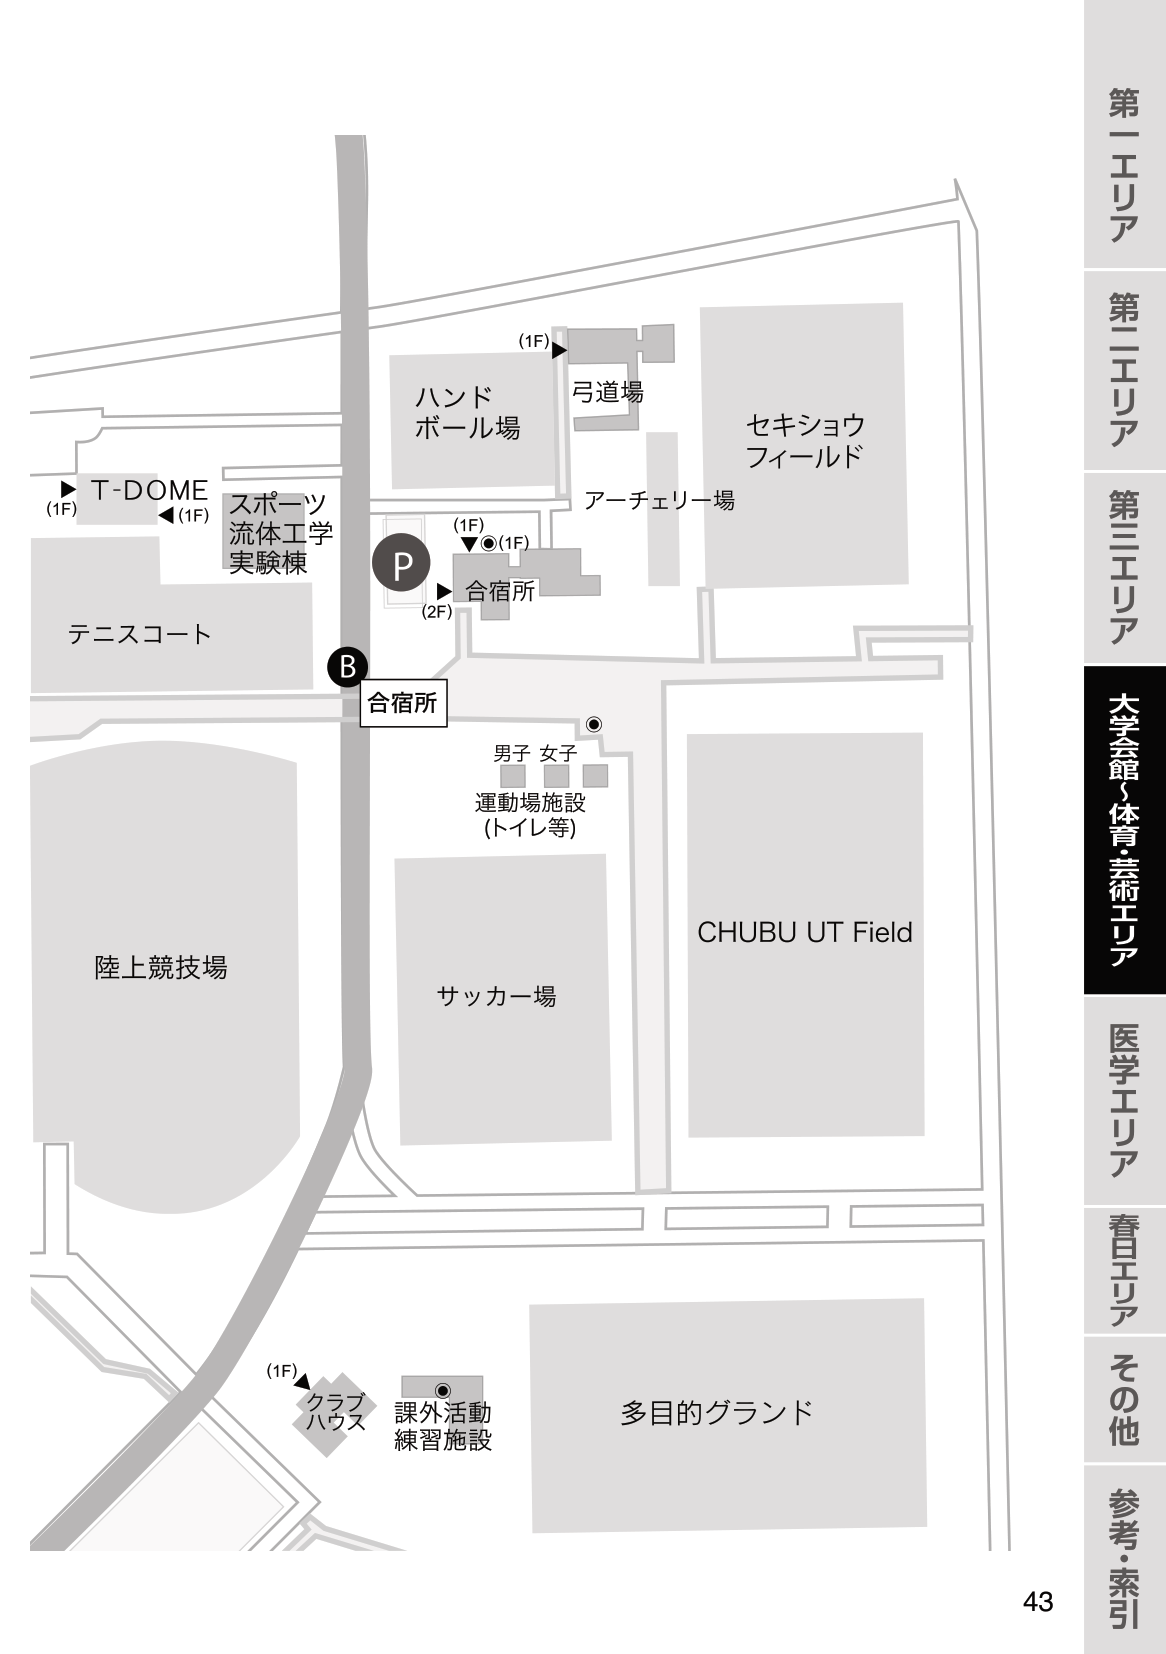 (1F)
弓道場
ハンド
ボール場
セキショウ
フィールド
T-DOME
(1F)
(1F)
スポーツ
流体工学
実験棟
アーチェリー場
P
(1F)
(1F)
合宿所
(2F)
テニスコート
B
合宿所
男子 女子
運動場施設
(トイレ等)
CHUBU UT Field
陸上競技場
サッカー場
(1F)
クラブ
ハウス
課外活動
練習施設
多目的グランド
43
第一エリア
第二エリア
第三エリア
大学会館~体育・芸術エリア
医学エリア
春日エリア
その他
参考・索引